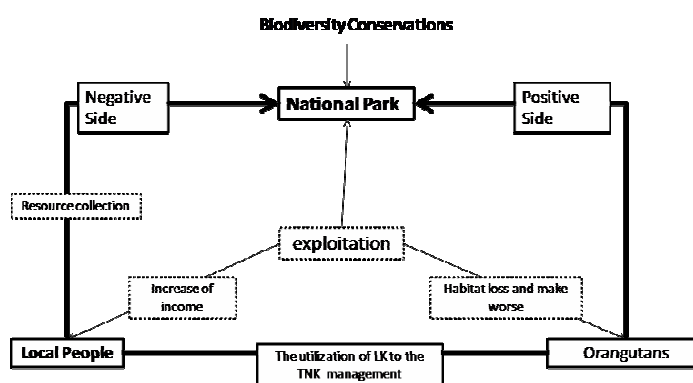 Biodiversity Conservations
Negative
Side
National Park
Positive
Side
Resource collection
exploitation
Increase of
income
Habitat loss and make
worse
Local People
The utilization of LK to the
TNK management
Orangutans